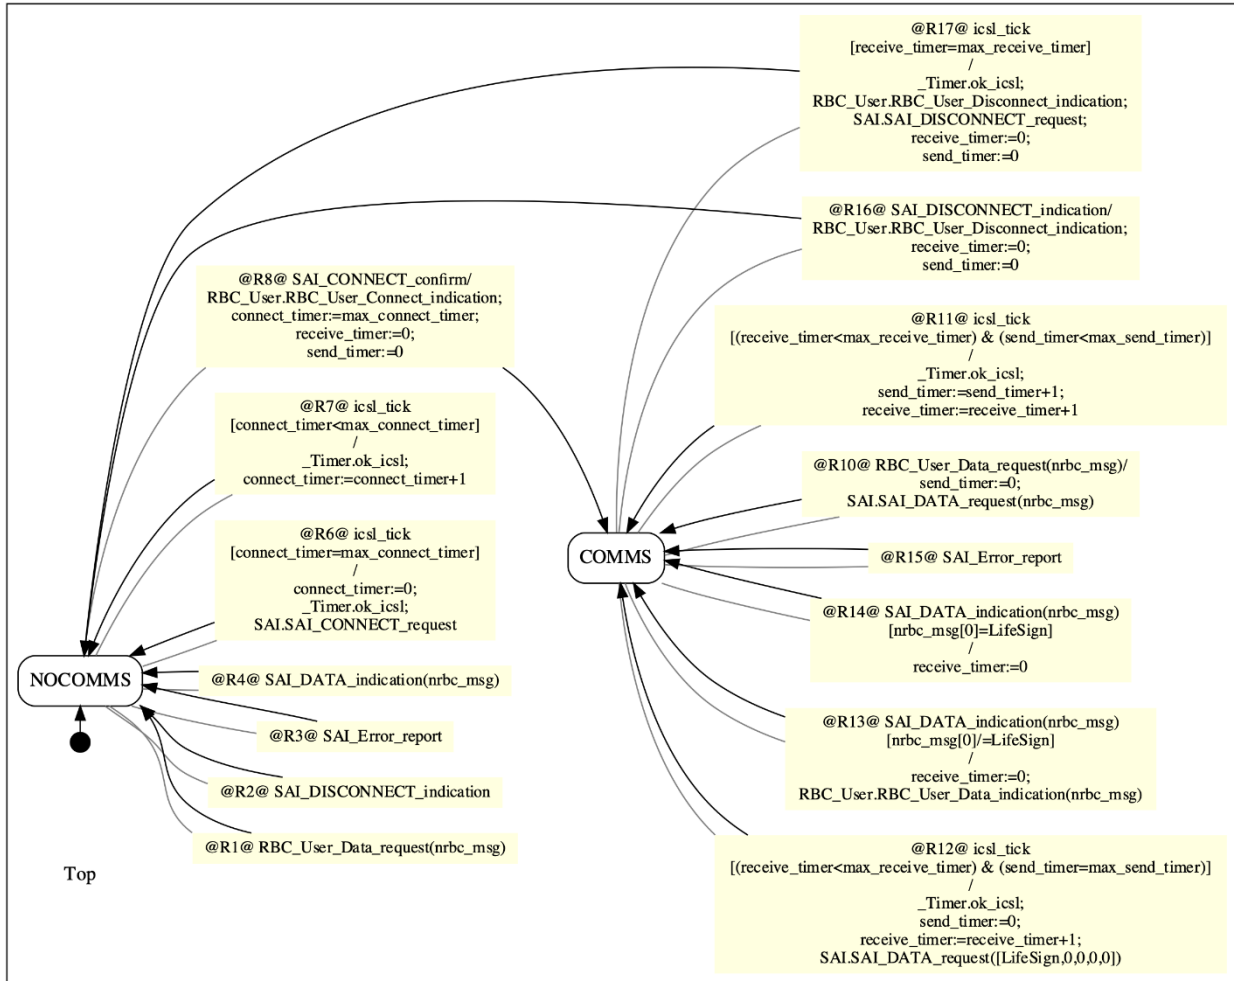 @R17@ icsl_tick
[receive_timer=max_receive_timer]
/
_Timer.ok_icsl;
RBC_User.RBC_User_Disconnect_indication;
SAI.SAI_DISCONNECT_request;
receive_timer:=0;
send_timer:=0
@R16@ SAI_DISCONNECT_indication/
RBC_User.RBC_User_Disconnect_indication;
receive_timer:=0;
send_timer:=0
@R8@ SAI_CONNECT_confirm/
RBC_User.RBC_User_Connect_indication;
connect_timer:=max_connect_timer;
receive_timer:=0;
send_timer:=0
@R11@ icsl_tick
[(receive_timer<max_receive_timer) & (send_timer<max_send_timer)]
/
_Timer.ok_icsl;
send_timer:=send_timer+1;
receive_timer:=receive_timer+1
@R7@ icsl_tick
[connect_timer<max_connect_timer]
/
_Timer.ok_icsl;
connect_timer:=connect_timer+1
@R10@ RBC_User_Data_request(nrbc_msg)/
send_timer:=0;
SAI.SAI_DATA_request(nrbc_msg)
@R6@ icsl_tick
[connect_timer=max_connect_timer]
/
connect_timer:=0;
_Timer.ok_icsl;
SAI.SAI_CONNECT_request
COMMS
@R15@ SAI_Error_report
@R14@ SAI_DATA_indication(nrbc_msg)
[nrbc_msg[0]=LifeSign]
/
receive_timer:=0
NOCOMMS
@R4@ SAI_DATA_indication(nrbc_msg)
@R3@ SAI_Error_report
@R13@ SAI_DATA_indication(nrbc_msg)
[nrbc_msg[0]/=LifeSign]
/
receive_timer:=0;
RBC_User.RBC_User_Data_indication(nrbc_msg)
@R2@ SAI_DISCONNECT_indication
@R1@ RBC_User_Data_request(nrbc_msg)
Top
@R12@ icsl_tick
[(receive_timer<max_receive_timer) & (send_timer=max_send_timer)]
/
_Timer.ok_icsl;
send_timer:=0;
receive_timer:=receive_timer+1;
SAI.SAI_DATA_request([LifeSign,0,0,0,0])